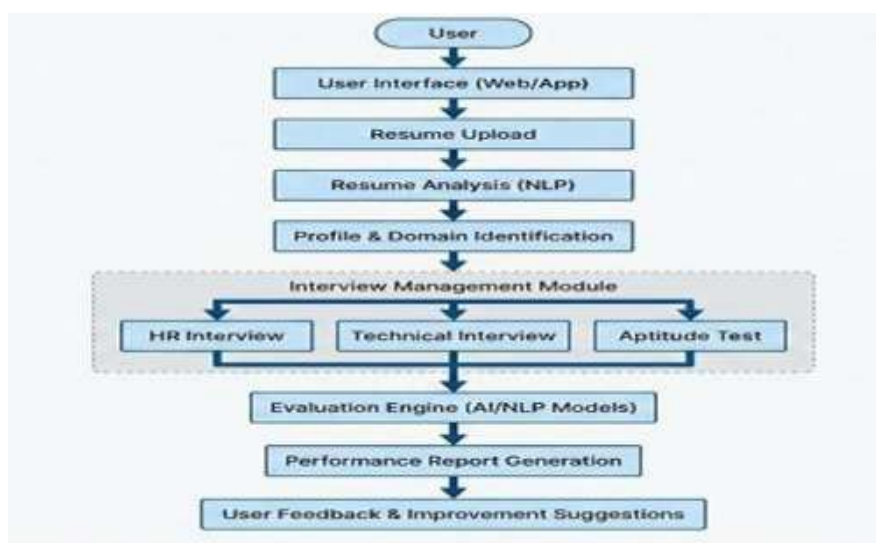 User
User Interface (Web/App)
Resume Upload
Resume Analysis (NLP)
Profile & Domain Identification
Interview Management Module
HR Interview
Technical Interview
Aptitude Test
Evaluation Engine (AI/NLP Models)
Performance Report Generation
User Feedback & Improvement Suggestions